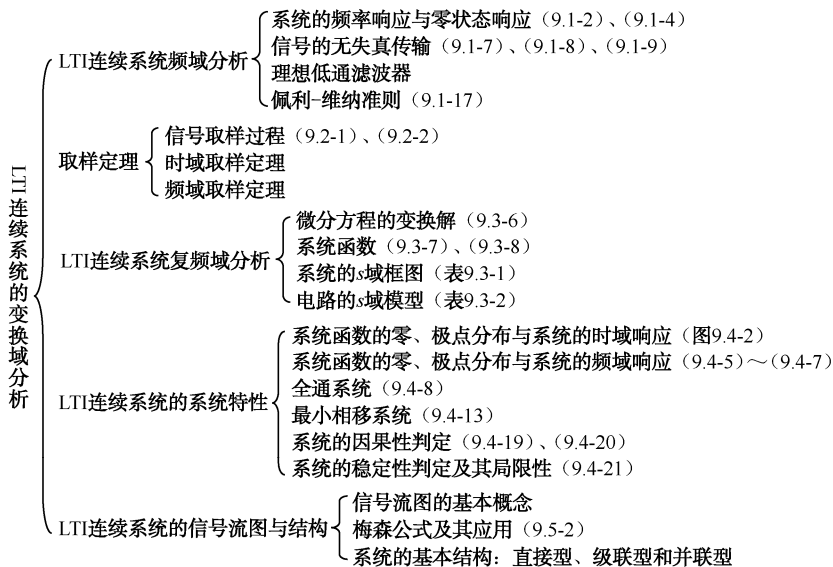 LTI连续系统的变换域分析
LTI连续系统频域分析
系统的频率响应与零状态响应（9.1-2）、（9.1-4）
信号的无失真传输（9.1-7）、（9.1-8）、（9.1-9）
理想低通滤波器
佩利-维纳准则（9.1-17）
取样定理
信号取样过程（9.2-1）、（9.2-2）
时域取样定理
频域取样定理
LTI连续系统复频域分析
微分方程的变换解（9.3-6）
系统函数（9.3-7）、（9.3-8）
系统的s域框图（表9.3-1）
电路的s域模型（表9.3-2）
LTI连续系统的系统特性
系统函数的零、极点分布与系统的时域响应（图9.4-2）
系统函数的零、极点分布与系统的频域响应（9.4-5）～（9.4-7）
全通系统（9.4-8）
最小相移系统（9.4-13）
系统的因果性判定（9.4-19）、（9.4-20）
系统的稳定性判定及其局限性（9.4-21）
LTI连续系统的信号流图与结构
信号流图的基本概念
梅森公式及其应用（9.5-2）
系统的基本结构：直接型、级联型和并联型